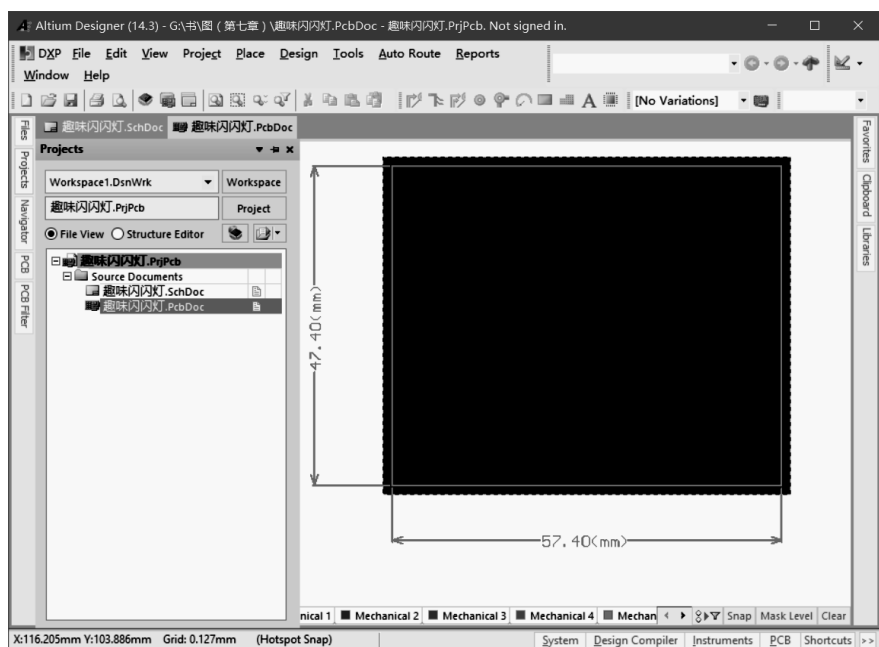 Altium Designer (14.3) - G:\书\图 ( 第七章 ) \趣味闪闪灯.PcbDoc - 趣味闪闪灯.PrjPcb. Not signed in.
DXP File Edit View Project Place Design Tools Auto Route Reports
Window Help
[No Variations]
趣味闪闪灯.SchDoc 趣味闪闪灯.PcbDoc
Files
Projects
Navigator
PCB
PCB Filter
Projects
Workspace1.DsnWrk Workspace
趣味闪闪灯.PrjPcb Project
File View Structure Editor
趣味闪闪灯.PrjPcb
Source Documents
趣味闪闪灯.SchDoc
趣味闪闪灯.PcbDoc
47.40(mm)
57.40(mm)
Favorites
Clipboard
Libraries
nical 1 Mechanical 2 Mechanical 3 Mechanical 4 Mechan Snap Mask Level Clear
X:116.205mm Y:103.886mm Grid: 0.127mm (Hotspot Snap) System Design Compiler Instruments PCB Shortcuts >>